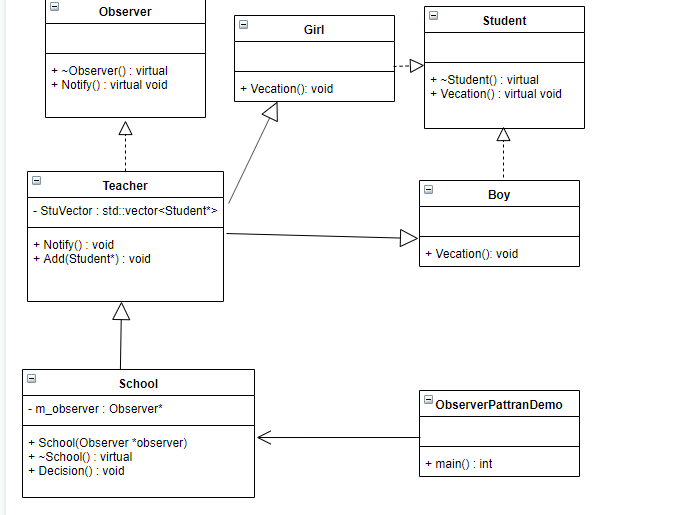 Observer
+ ~Observer() : virtual
+ Notify() : virtual void
Girl
+ Vecation(): void
Student
+ ~Student() : virtual
+ Vecation() : virtual void
Teacher
- StuVector : std::vector<Student*>
+ Notify() : void
+ Add(Student*) : void
Boy
+ Vecation(): void
School
- m_observer : Observer*
+ School(Observer *observer)
+ ~School() : virtual
+ Decision() : void
ObserverPattranDemo
+ main() : int